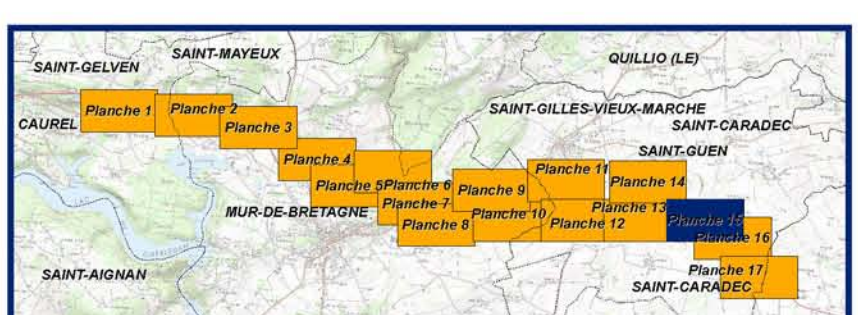 SAINT-MAYEUX
QUILLIO (LE)
SAINT-GELVEN
Planche 1
Planche 2
SAINT-GILLES-VIEUX-MARCHE
CAUREL
Planche 3
SAINT-CARADEC
SAINT-GUEN
Planche 4
Planche 11
Planche 5
Planche 6
Planche 9
Planche 14
Planche 7
MUR-DE-BRETAGNE
Planche 10
Planche 13
Planche 8
Planche 12
Planche 15
Planche 16
SAINT-AIGNAN
Planche 17
SAINT-CARADEC